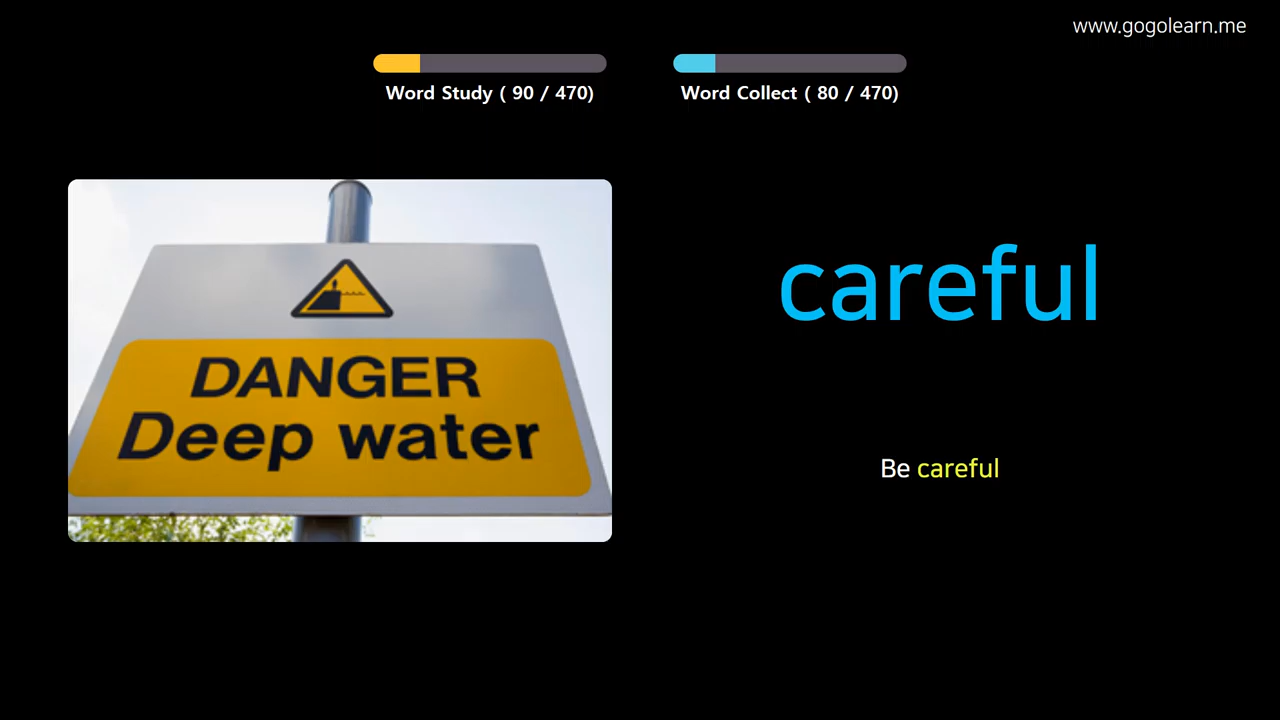 www.gogolearn.me
Word Study ( 90 / 470)
Word Collect ( 80 / 470)
DANGER
Deep water
careful
Be careful